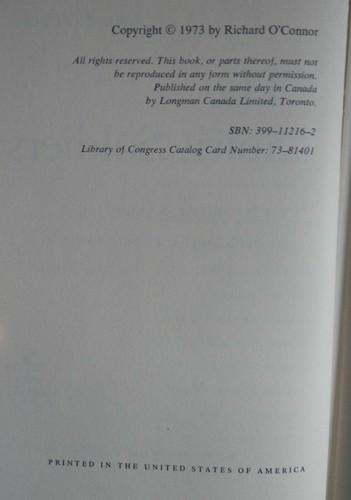 Copyright © 1973 by Richard O'Connor
All rights reserved. This book, or parts thereof, must not
be reproduced in any form without permission.
Published on the same day in Canada
by Longman Canada Limited, Toronto.
SBN: 399–11216–2
Library of Congress Catalog Card Number: 73–81401
PRINTED IN THE UNITED STATES OF AMERICA